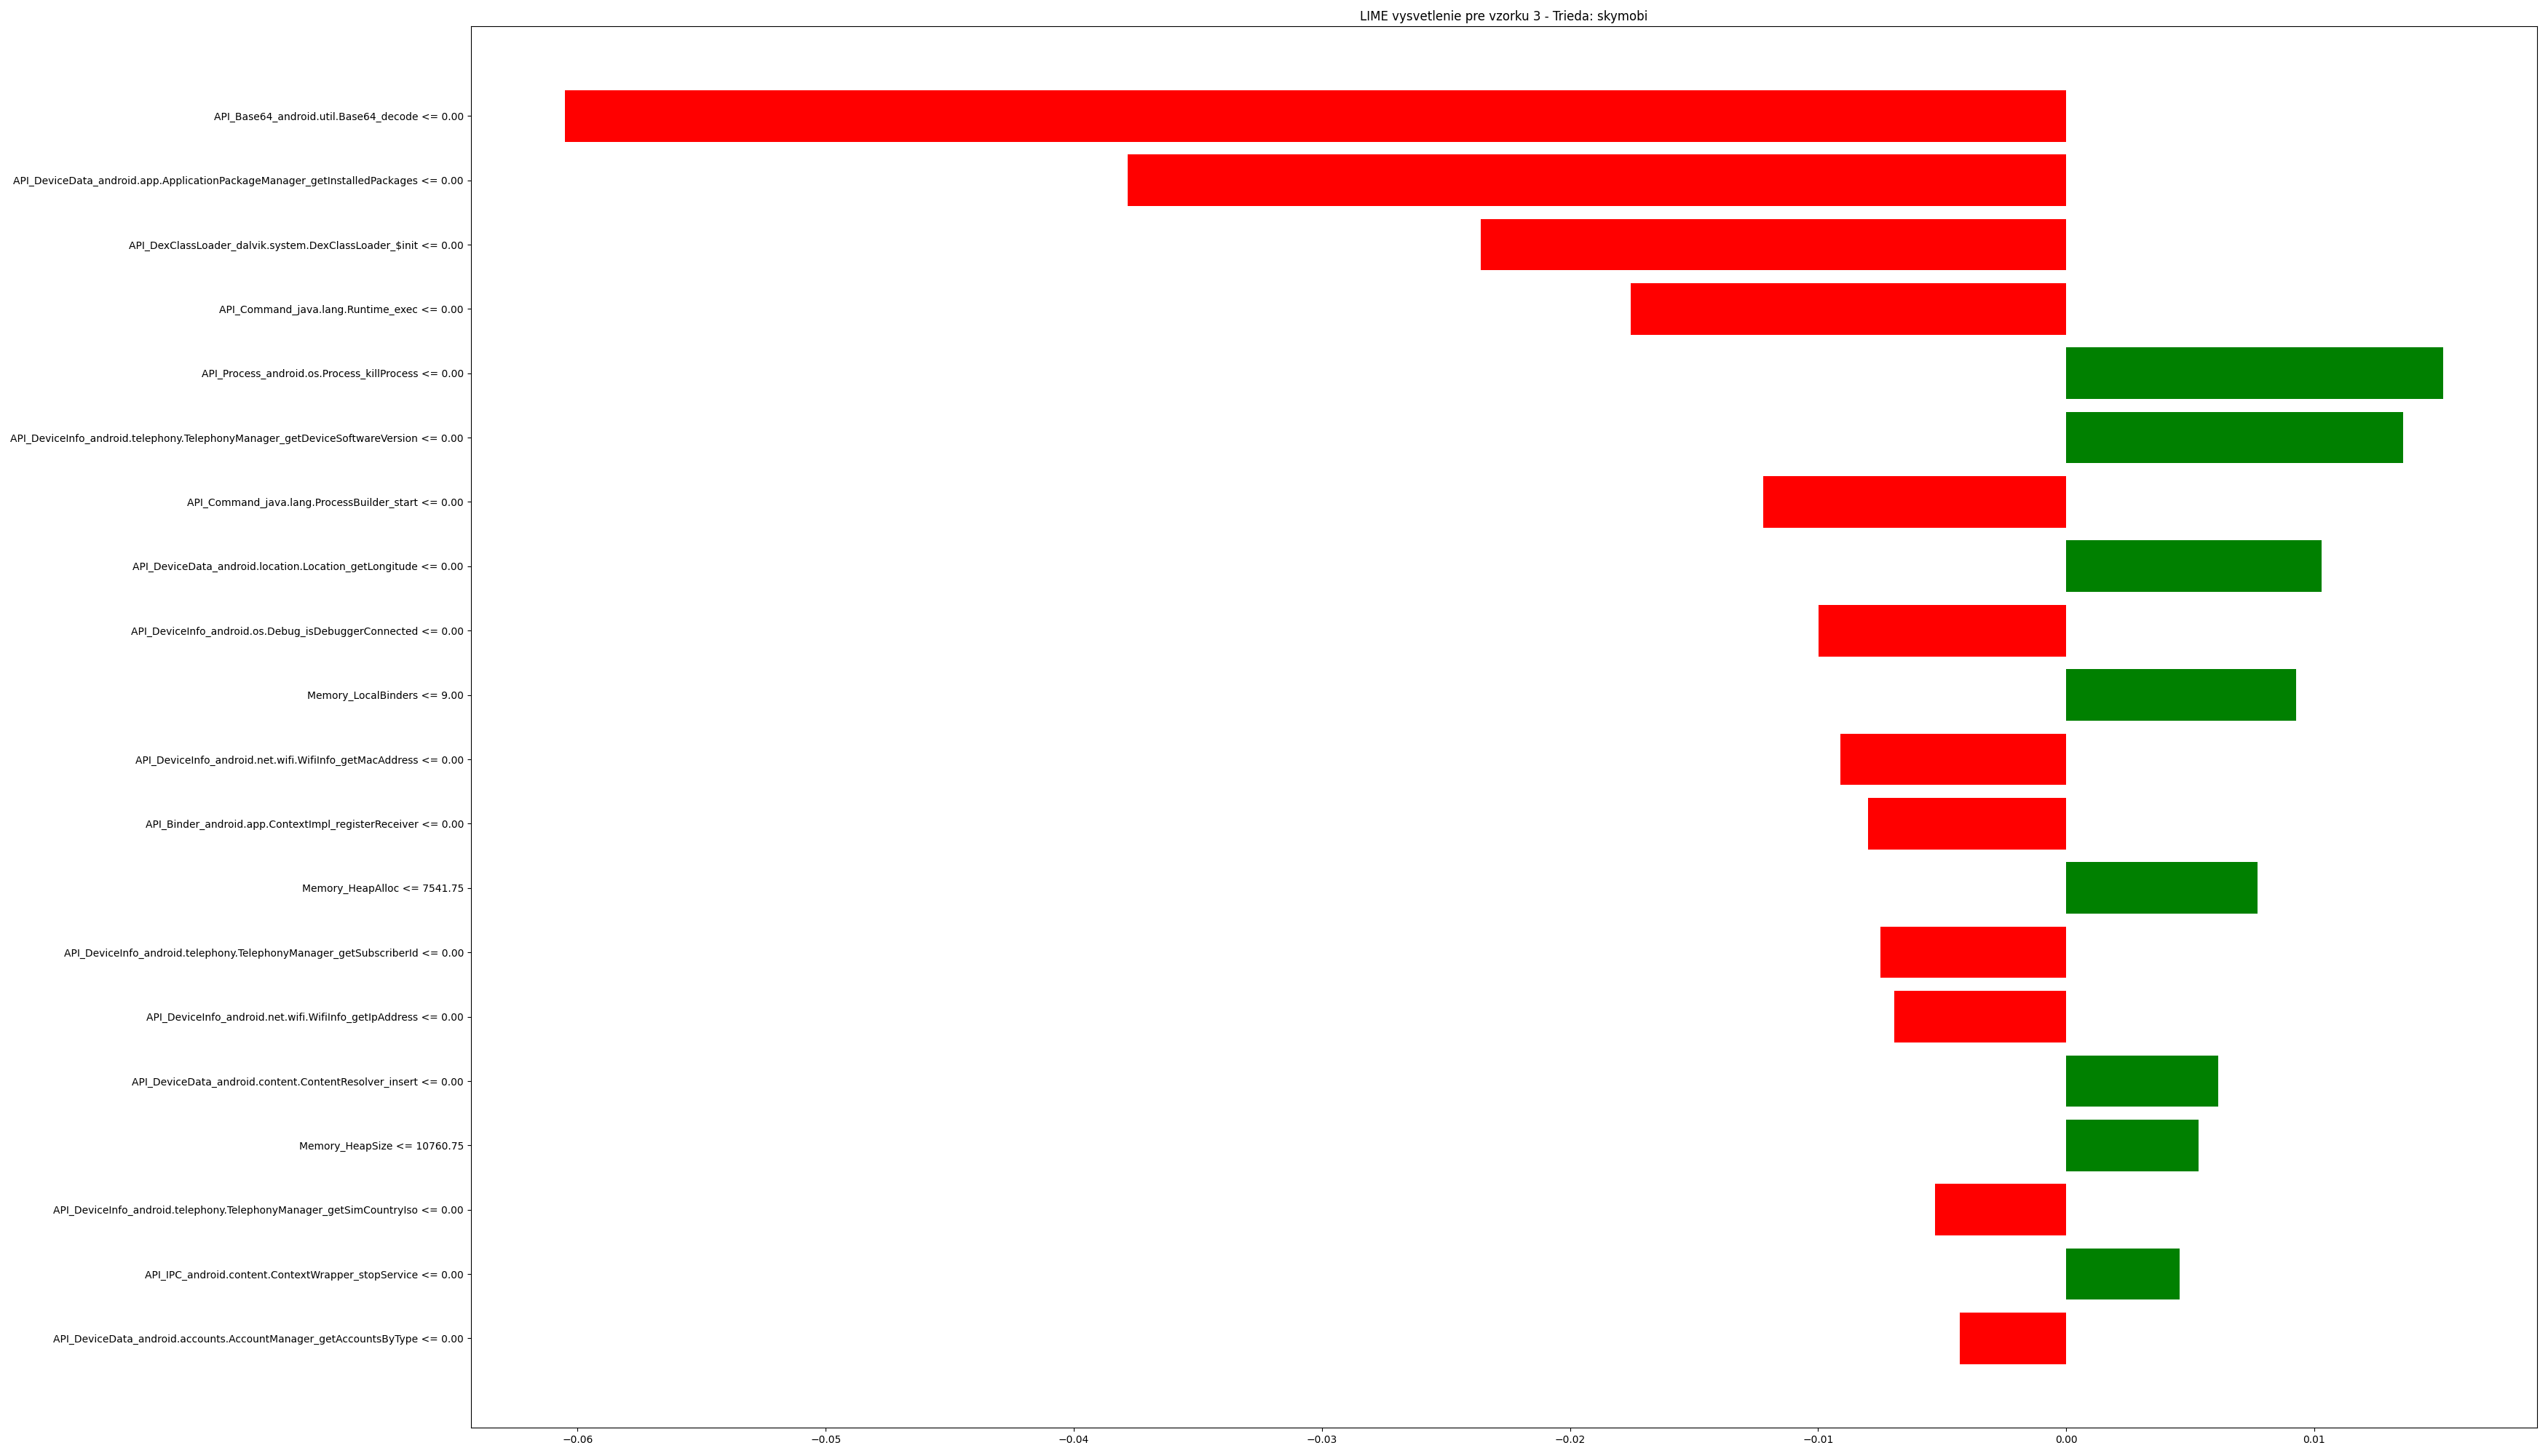 LIME vysvetlenie pre vzorku 3 - Trieda: skymobi
API_Base64_android.util.Base64_decode <= 0.00
API_DeviceData_android.app.ApplicationPackageManager_getInstalledPackages <= 0.00
API_DexClassLoader_dalvik.system.DexClassLoader_$init <= 0.00
API_Command_java.lang.Runtime_exec <= 0.00
API_Process_android.os.Process_killProcess <= 0.00
API_DeviceInfo_android.telephony.TelephonyManager_getDeviceSoftwareVersion <= 0.00
API_Command_java.lang.ProcessBuilder_start <= 0.00
API_DeviceData_android.location.Location_getLongitude <= 0.00
API_DeviceInfo_android.os.Debug_isDebuggerConnected <= 0.00
Memory_LocalBinders <= 9.00
API_DeviceInfo_android.net.wifi.WifiInfo_getMacAddress <= 0.00
API_Binder_android.app.ContextImpl_registerReceiver <= 0.00
Memory_HeapAlloc <= 7541.75
API_DeviceInfo_android.telephony.TelephonyManager_getSubscriberId <= 0.00
API_DeviceInfo_android.net.wifi.WifiInfo_getIpAddress <= 0.00
API_DeviceData_android.content.ContentResolver_insert <= 0.00
Memory_HeapSize <= 10760.75
API_DeviceInfo_android.telephony.TelephonyManager_getSimCountryIso <= 0.00
API_IPC_android.content.ContextWrapper_stopService <= 0.00
API_DeviceData_android.accounts.AccountManager_getAccountsByType <= 0.00
−0.06 −0.05 −0.04 −0.03 −0.02 −0.01 0.00 0.01